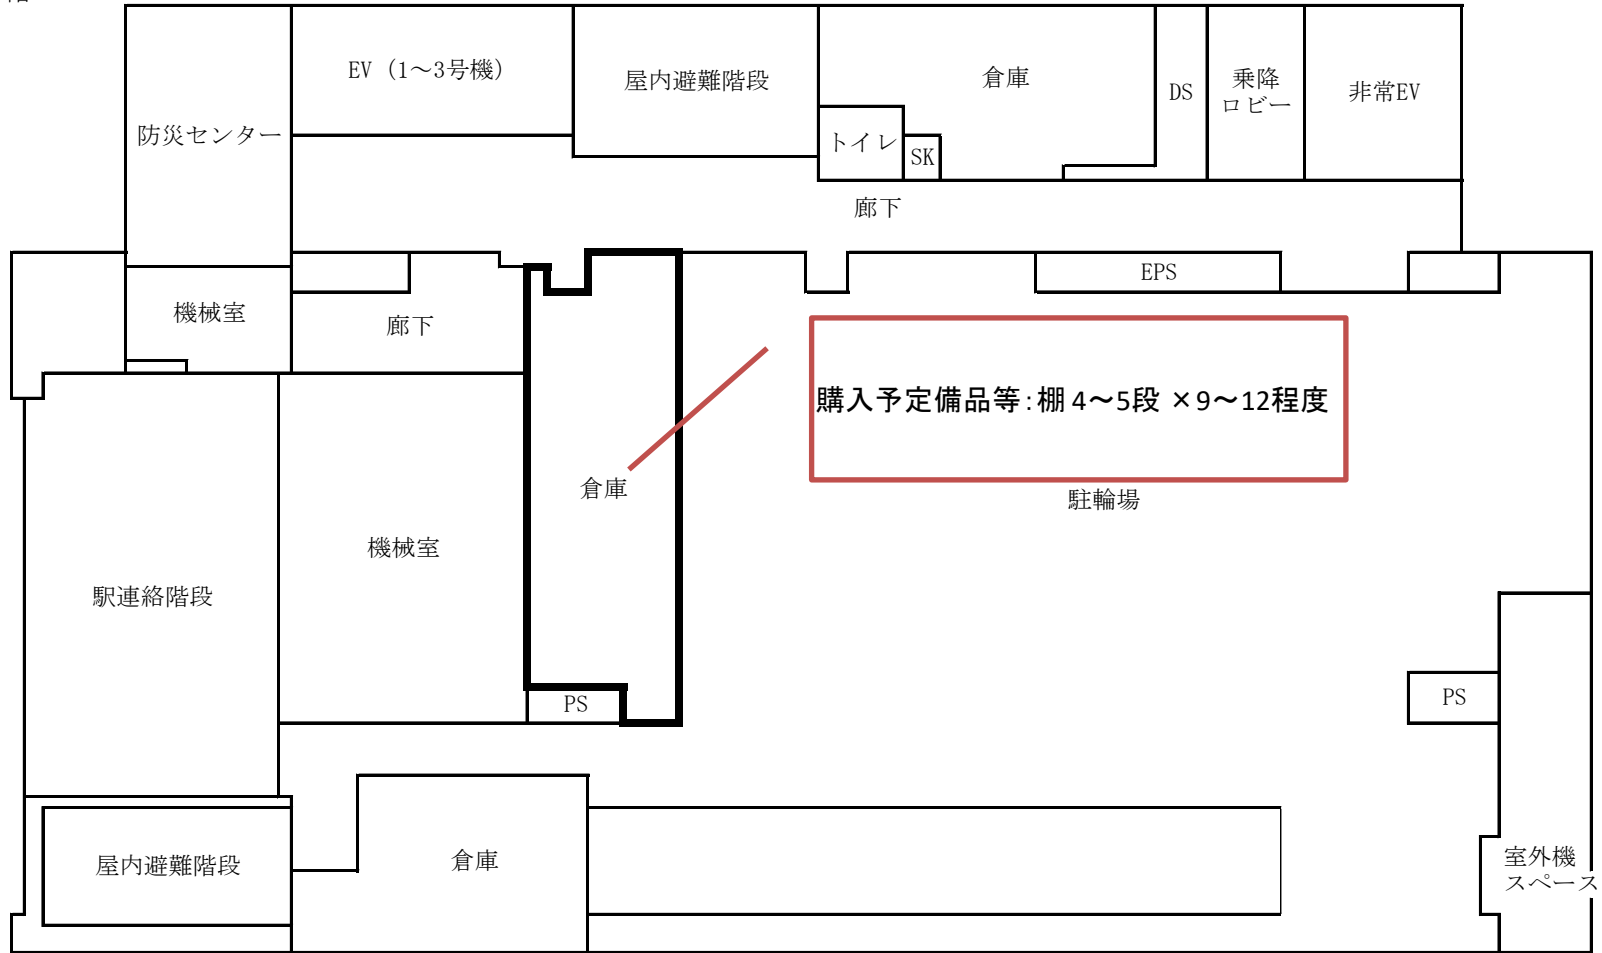 EV（1～3号機）
屋内避難階段
倉庫
DS
乗降
ロビー
非常EV
防災センター
トイレ
SK
廊下
EPS
機械室
廊下
購入予定備品等：棚 4～5段 ×9～12程度
倉庫
駐輪場
機械室
駅連絡階段
PS
PS
屋内避難階段
倉庫
室外機
スペース